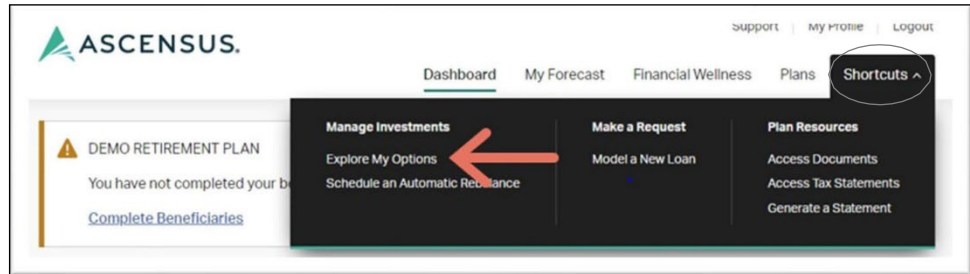 Support My Profile Logout
ASCENSUS.
Dashboard My Forecast Financial Wellness Plans Shortcuts
Manage Investments Make a Request Plan Resources
DEMO RETIREMENT PLAN
Explore My Options Model a New Loan Access Documents
You have not completed your
Schedule an Automatic Rebalance Access Tax Statements
Complete Beneficiaries
Generate a Statement